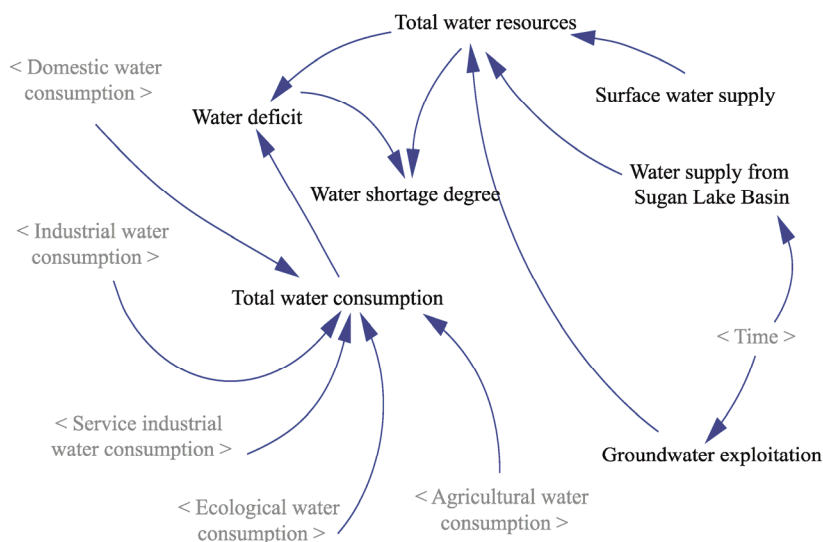 Total water resources
< Domestic water
consumption >
Surface water supply
Water deficit
Water supply from
Sugan Lake Basin
Water shortage degree
< Industrial water
consumption >
Total water consumption
< Time >
< Service industrial
water consumption >
Groundwater exploitation
< Ecological water
consumption >
< Agricultural water
consumption >